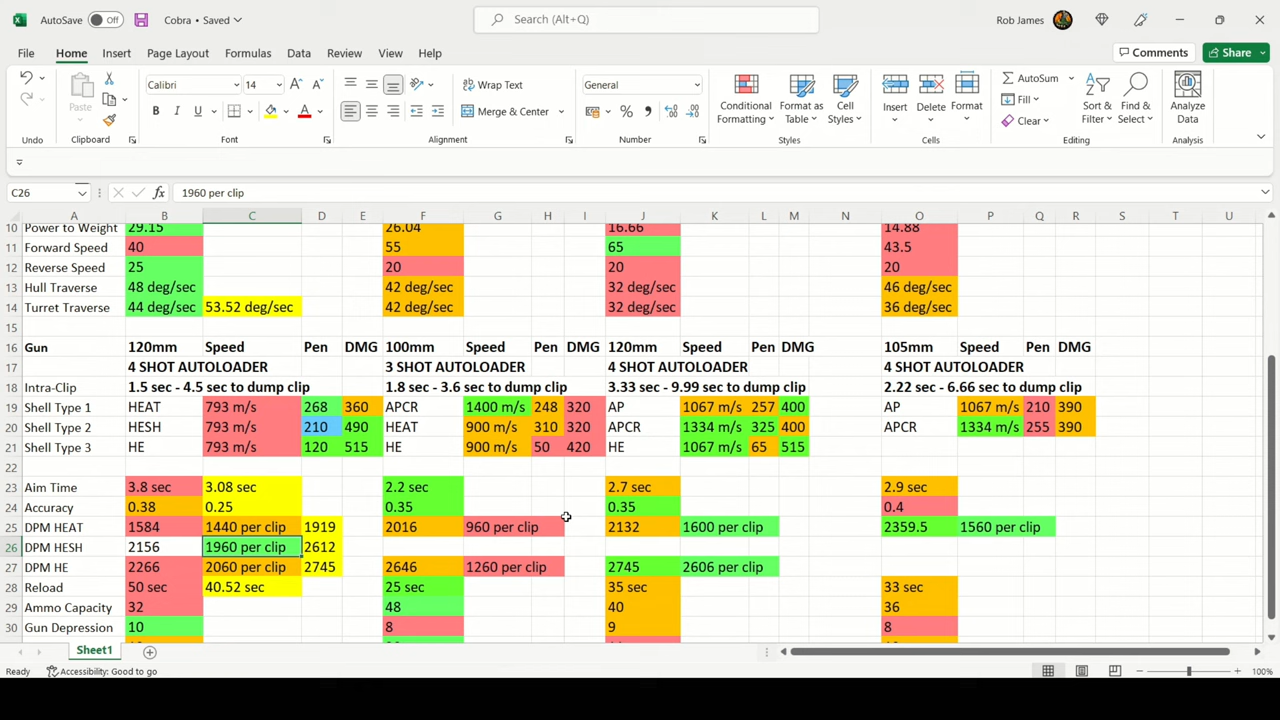 AutoSave Off Cobra • Saved Search (Alt+Q) Rob James
File Home Insert Page Layout Formulas Data Review View Help Comments Share
Paste Calibri 14 B I U A Wrap Text Merge & Center General % Conditional Formatting Format as Table Cell Styles Insert Delete Format AutoSum Fill Clear Sort & Filter Find & Select Analyze Data
Undo Clipboard Font Alignment Number Styles Cells Editing Analysis
C26 fx 1960 per clip
A B C D E F G H I J K L M N O P Q R S T U
10 Power to Weight 29.15 26.04 16.66 14.88
11 Forward Speed 40 55 65 43.5
12 Reverse Speed 25 20 20 20
13 Hull Traverse 48 deg/sec 42 deg/sec 32 deg/sec 46 deg/sec
14 Turret Traverse 44 deg/sec 53.52 deg/sec 42 deg/sec 32 deg/sec 36 deg/sec
15
16 Gun 120mm Speed Pen DMG 100mm Speed Pen DMG 120mm Speed Pen DMG 105mm Speed Pen DMG
17 4 SHOT AUTOLOADER 3 SHOT AUTOLOADER 4 SHOT AUTOLOADER 4 SHOT AUTOLOADER
18 Intra-Clip 1.5 sec - 4.5 sec to dump clip 1.8 sec - 3.6 sec to dump clip 3.33 sec - 9.99 sec to dump clip 2.22 sec - 6.66 sec to dump clip
19 Shell Type 1 HEAT 793 m/s 268 360 APCR 1400 m/s 248 320 AP 1067 m/s 257 400 AP 1067 m/s 210 390
20 Shell Type 2 HESH 793 m/s 210 490 HEAT 900 m/s 310 320 APCR 1334 m/s 325 400 APCR 1334 m/s 255 390
21 Shell Type 3 HE 793 m/s 120 515 HE 900 m/s 50 420 HE 1067 m/s 65 515
22
23 Aim Time 3.8 sec 3.08 sec 2.2 sec 2.7 sec 2.9 sec
24 Accuracy 0.38 0.25 0.35 0.35 0.4
25 DPM HEAT 1584 1440 per clip 1919 2016 960 per clip 2132 1600 per clip 2359.5 1560 per clip
26 DPM HESH 2156 1960 per clip 2612
27 DPM HE 2266 2060 per clip 2745 2646 1260 per clip 2745 2606 per clip
28 Reload 50 sec 40.52 sec 25 sec 35 sec 33 sec
29 Ammo Capacity 32 48 40 36
30 Gun Depression 10 8 9 8
Sheet1
Ready Accessibility: Good to go 100%